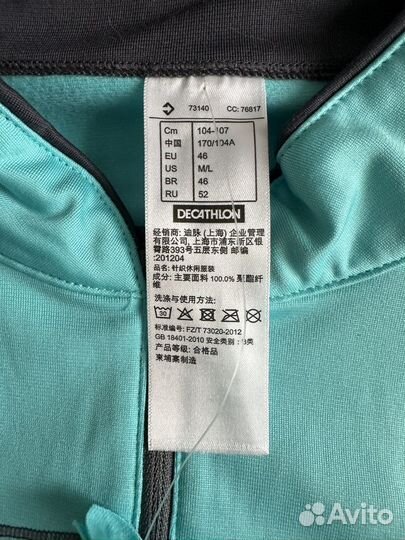 73140 CC: 76817
Cm 104-107
中国 170/104A
EU 46
US M/L
BR 46
RU 52
DECATHLON
经销商: 迪脉 (上海) 企业管理
有限公司, 上海市浦东新区银
霄路393号五层东侧 邮编
:201204
品名: 针织休闲服装
成分: 主要面料 100.0% 聚酯纤
维
洗涤与使用方法:
30
标准编号: FZ/T 73020-2012
GB 18401-2010 安全类别: B类
产品等级: 合格品
柬埔寨制造
Avito